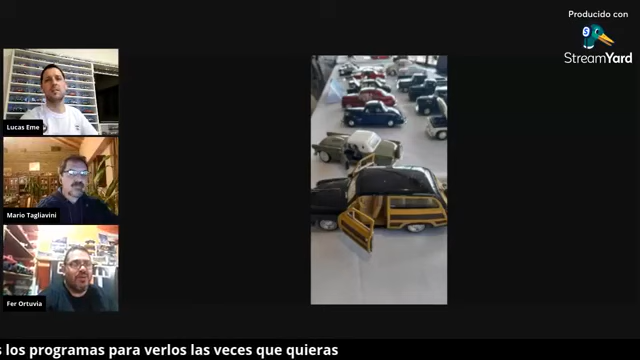 Producido con
StreamYard
Lucas Eme
Mario Tagliavini
Fer Ortuvia
los programas para verlos las veces que quieras